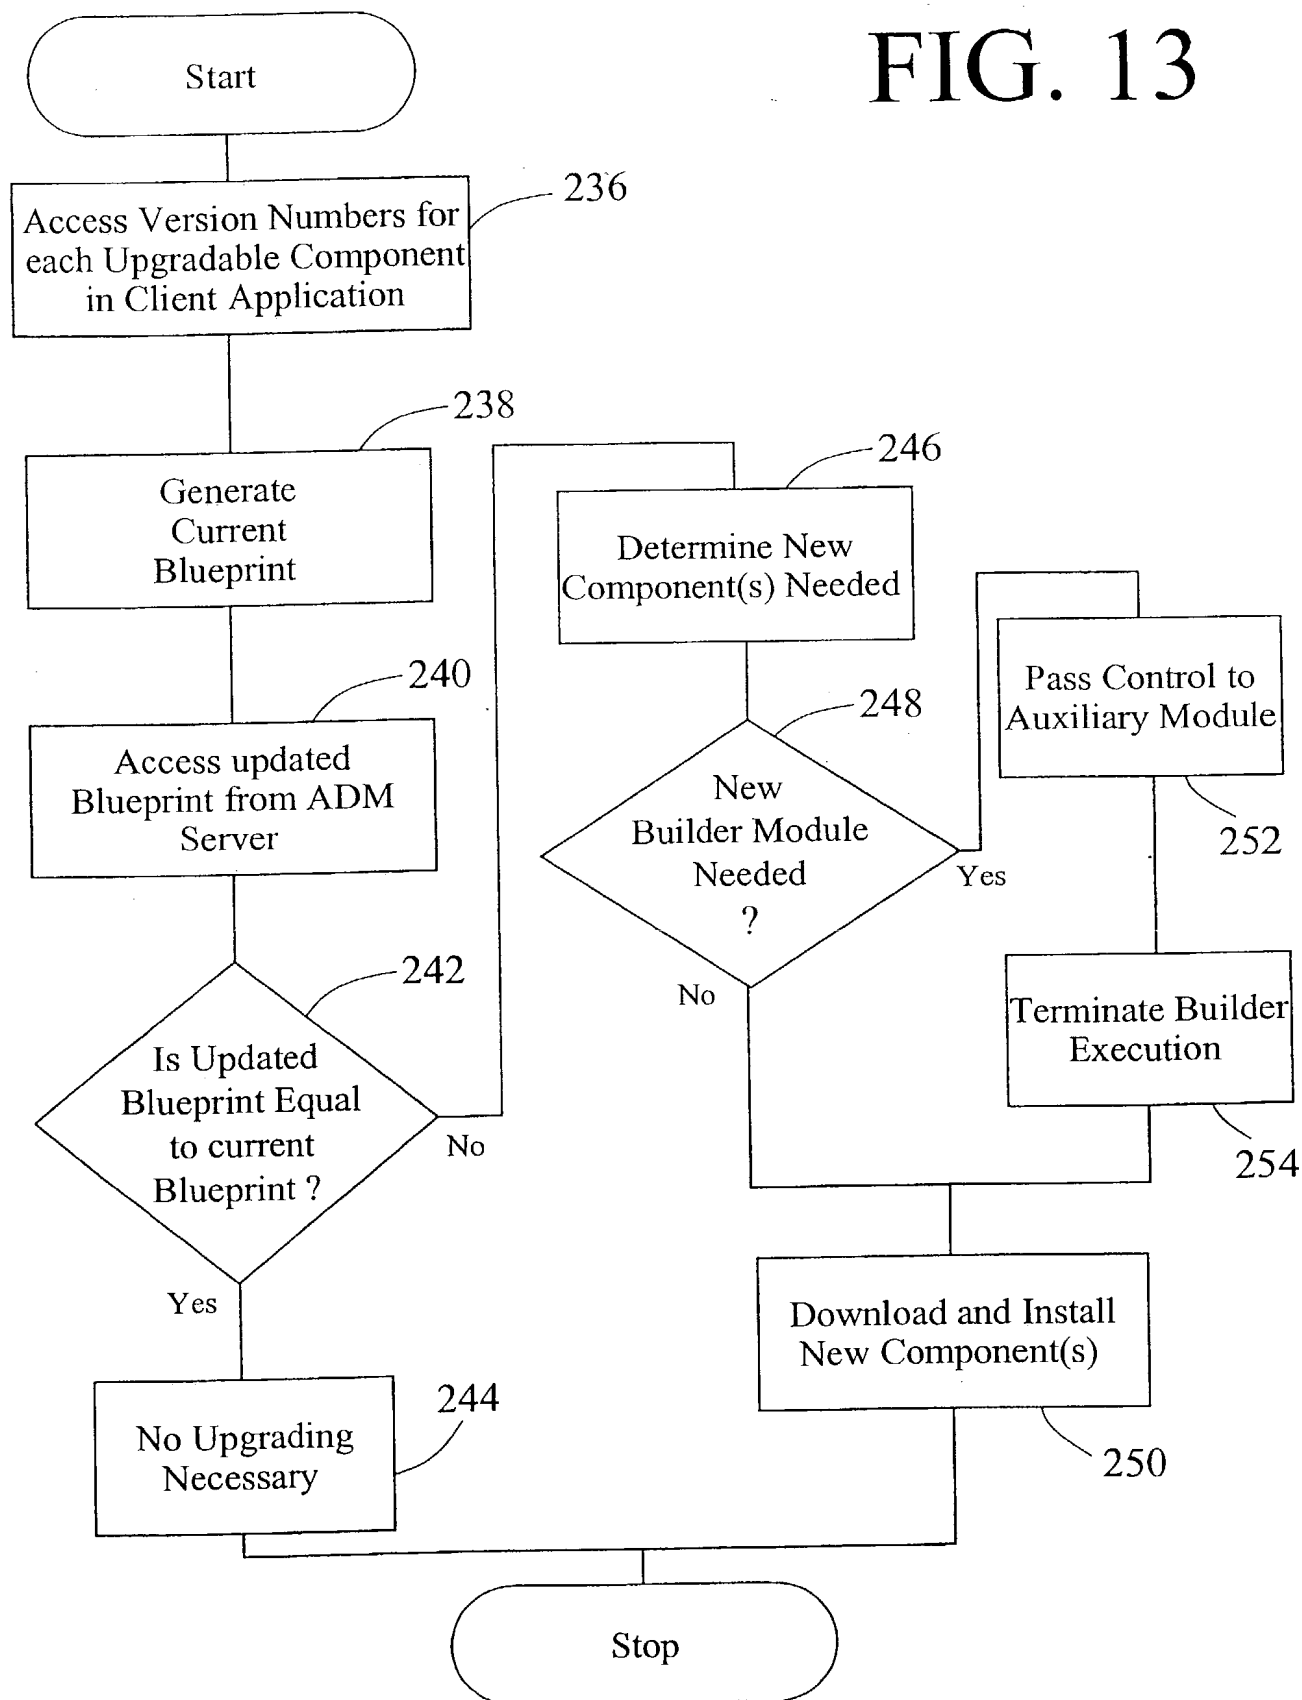 FIG. 13
Start
236
Access Version Numbers for
each Upgradable Component
in Client Application
238
Generate
Current
Blueprint
240
Access updated
Blueprint from ADM
Server
242
Is Updated
Blueprint Equal
to current
Blueprint ?
No
Yes
244
No Upgrading
Necessary
246
Determine New
Component(s) Needed
248
New
Builder Module
Needed
?
Yes
No
Pass Control to
Auxiliary Module
252
Terminate Builder
Execution
254
Download and Install
New Component(s)
250
Stop